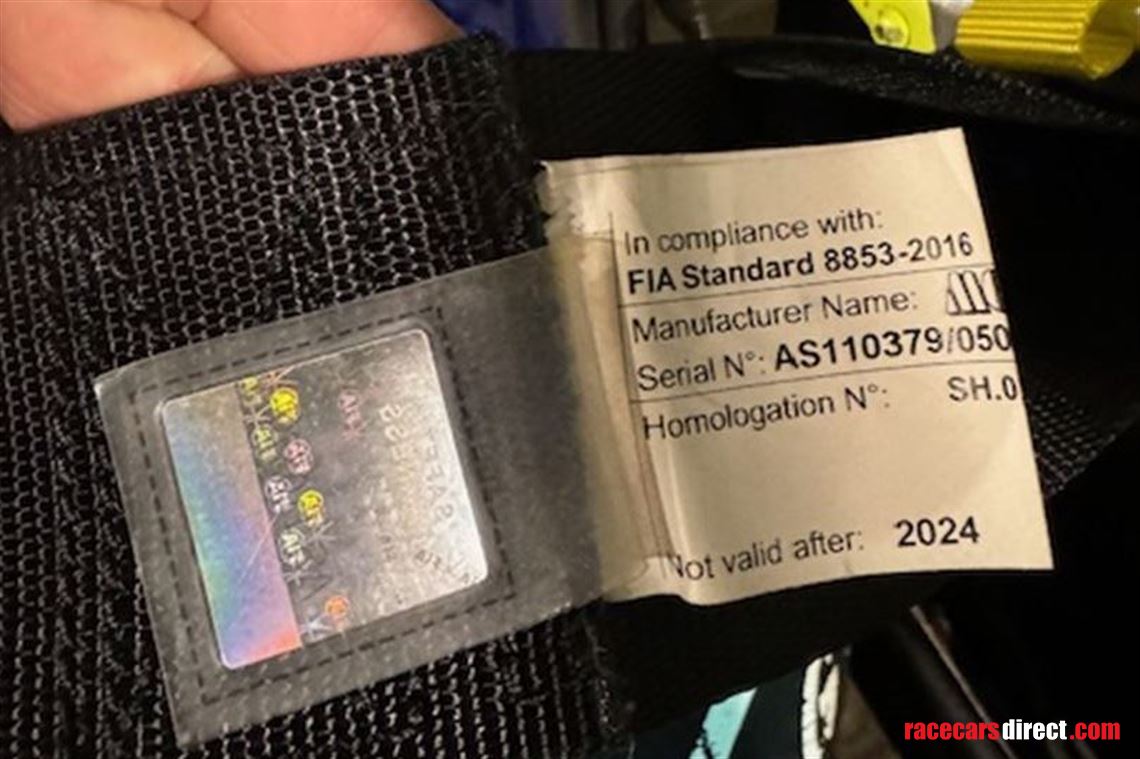 In compliance with:
FIA Standard 8853-2016
Manufacturer Name:
Serial N°: AS110379/050
Homologation N°: SH.0
Not valid after: 2024
racecarsdirect.com